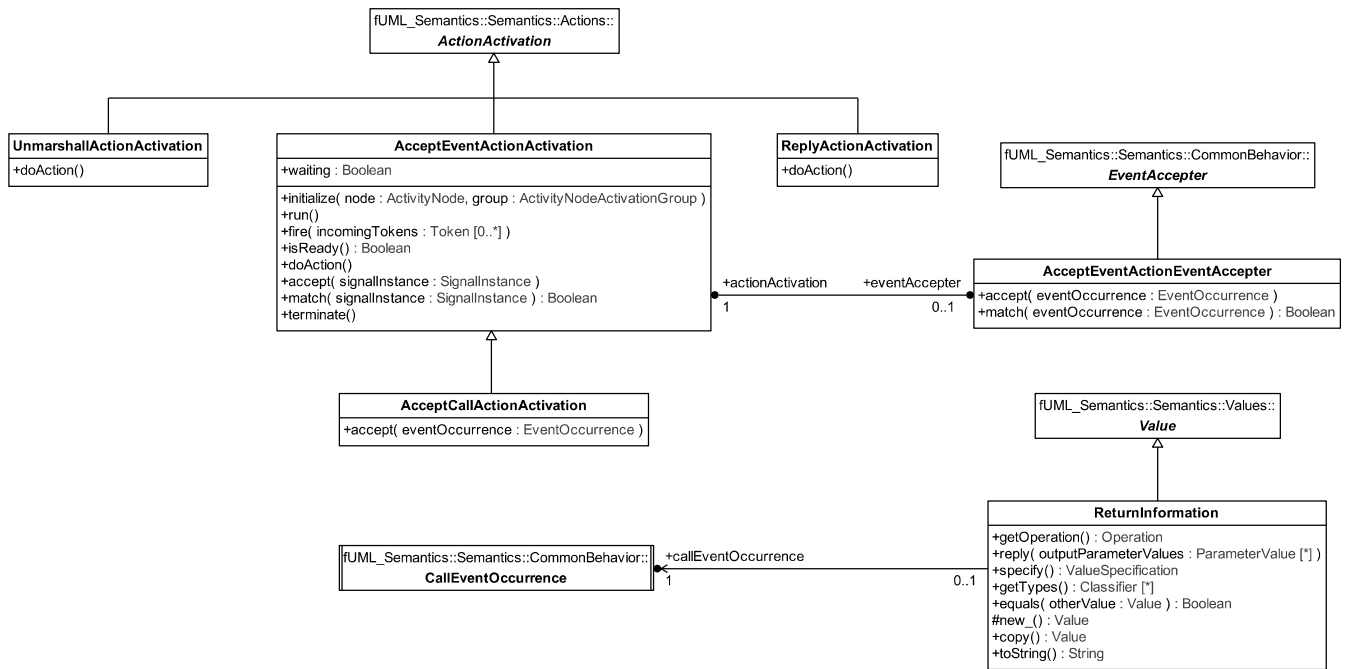 fUML_Semantics::Semantics::Actions::
ActionActivation
UnmarshallActionActivation
+doAction()
AcceptEventActionActivation
+waiting : Boolean
+initialize( node : ActivityNode, group : ActivityNodeActivationGroup )
+run()
+fire( incomingTokens : Token [0..*] )
+isReady() : Boolean
+doAction()
+accept( signalInstance : SignalInstance )
+match( signalInstance : SignalInstance ) : Boolean
+terminate()
ReplyActionActivation
+doAction()
fUML_Semantics::Semantics::CommonBehavior::
EventAccepter
+actionActivation
1
+eventAccepter
0..1
AcceptEventActionEventAccepter
+accept( eventOccurrence : EventOccurrence )
+match( eventOccurrence : EventOccurrence ) : Boolean
AcceptCallActionActivation
+accept( eventOccurrence : EventOccurrence )
fUML_Semantics::Semantics::Values::
Value
fUML_Semantics::Semantics::CommonBehavior::
CallEventOccurrence
+callEventOccurrence
1
0..1
ReturnInformation
+getOperation() : Operation
+reply( outputParameterValues : ParameterValue [*] )
+specify() : ValueSpecification
+getTypes() : Classifier [*]
+equals( otherValue : Value ) : Boolean
#new_() : Value
+copy() : Value
+toString() : String